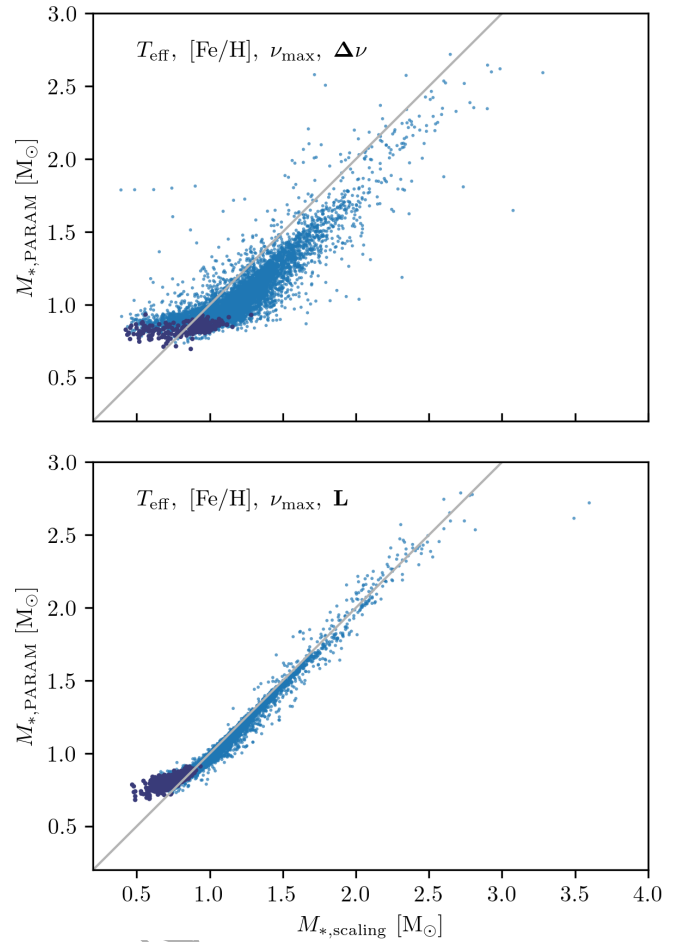 3.0
T_eff, [Fe/H], ν_max, Δν
2.5
2.0
M_*,PARAM [M_⊙]
1.5
1.0
0.5
3.0
T_eff, [Fe/H], ν_max, L
2.5
2.0
M_*,PARAM [M_⊙]
1.5
1.0
0.5
0.5 1.0 1.5 2.0 2.5 3.0 3.5 4.0
M_*,scaling [M_⊙]